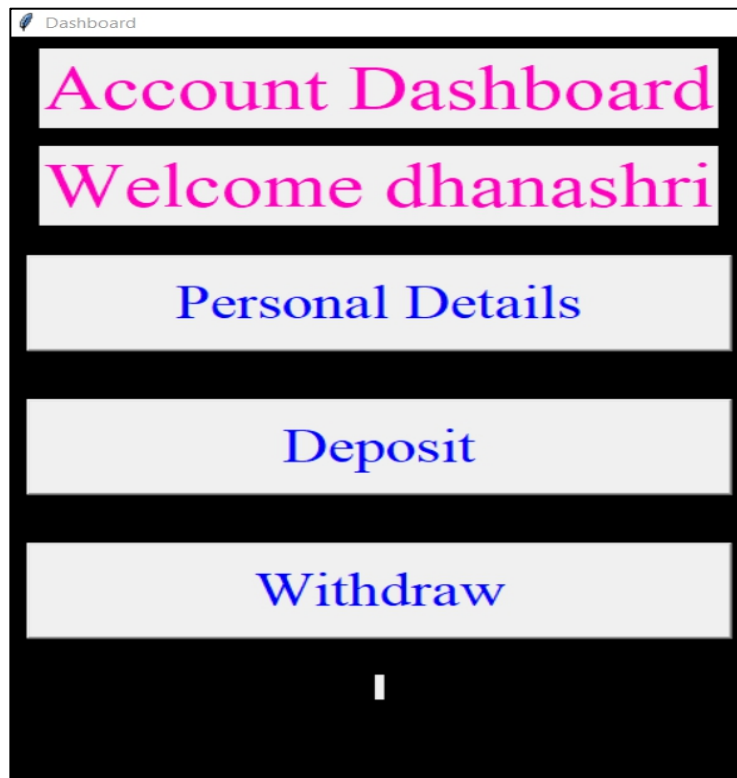 Dashboard
Account Dashboard
Welcome dhanashri
Personal Details
Deposit
Withdraw